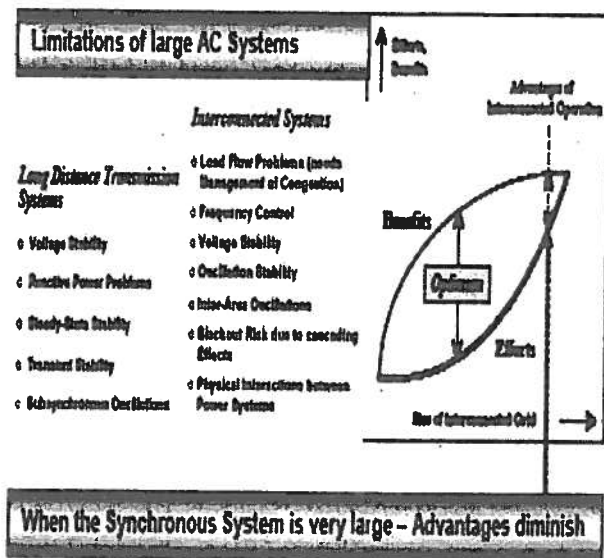 Limitations of large AC Systems
Efforts,
Benefits
Advantage of
Interconnected Operation
Interconnected Systems
Load Flow Problems (needs
Management of Congestion)
Frequency Control
Voltage Stability
Oscillation Stability
Inter-Area Oscillations
Blackout Risk due to cascading
Effects
Physical Interactions between
Power Systems
Long Distance Transmission
Systems
Voltage Stability
Reactive Power Problems
Steady-State Stability
Transient Stability
Subsynchronous Oscillations
Benefits
Optimum
Efforts
Size of Interconnected Grid
When the Synchronous System is very large – Advantages diminish